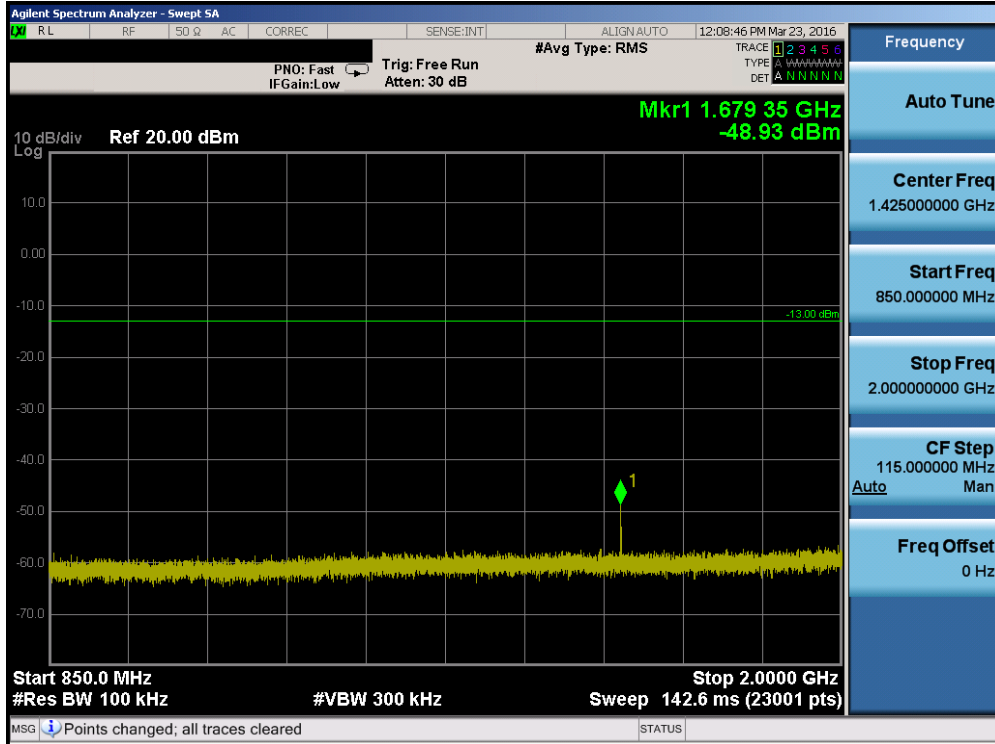 Agilent Spectrum Analyzer - Swept SA
LXI RL RF 50 Ω AC CORREC SENSE:INT ALIGNAUTO 12:08:46 PM Mar 23, 2016
#Avg Type: RMS TRACE 1 2 3 4 5 6
PNO: Fast Trig: Free Run TYPE A WWWWW
IFGain:Low Atten: 30 dB DET A N N N N N
Mkr1 1.679 35 GHz
-48.93 dBm
10 dB/div Ref 20.00 dBm
Log
10.0
0.00
-10.0
-13.00 dBm
-20.0
-30.0
-40.0
1
-50.0
-60.0
-70.0
Start 850.0 MHz Stop 2.0000 GHz
#Res BW 100 kHz #VBW 300 kHz Sweep 142.6 ms (23001 pts)
MSG Points changed; all traces cleared STATUS
Frequency
Auto Tune
Center Freq
1.425000000 GHz
Start Freq
850.000000 MHz
Stop Freq
2.000000000 GHz
CF Step
115.000000 MHz
Auto Man
Freq Offset
0 Hz